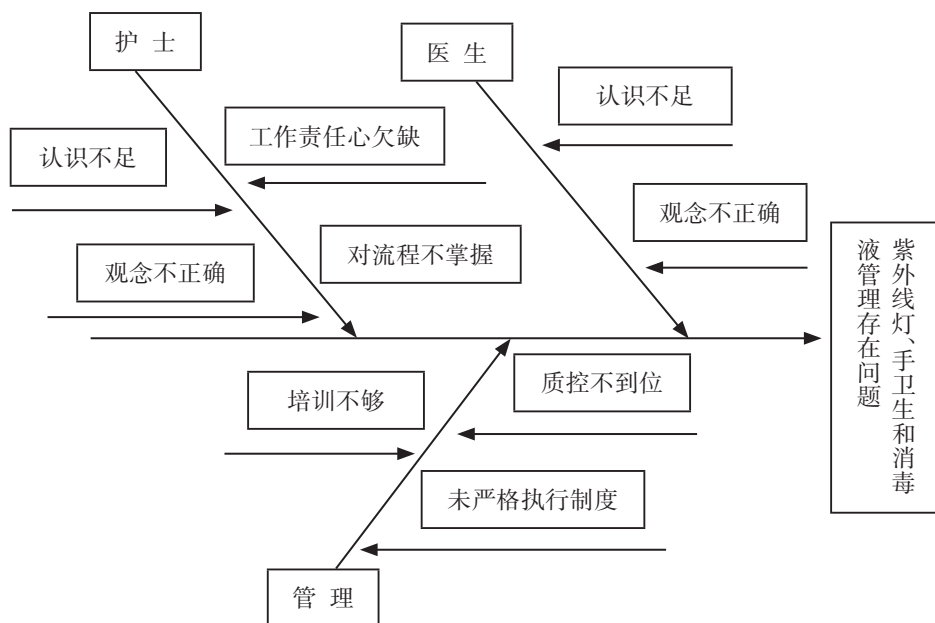 护 士
医 生
认识不足
工作责任心欠缺
认识不足
观念不正确
对流程不掌握
观念不正确
紫外线灯、手卫生和消毒
液管理存在问题
质控不到位
培训不够
未严格执行制度
管 理